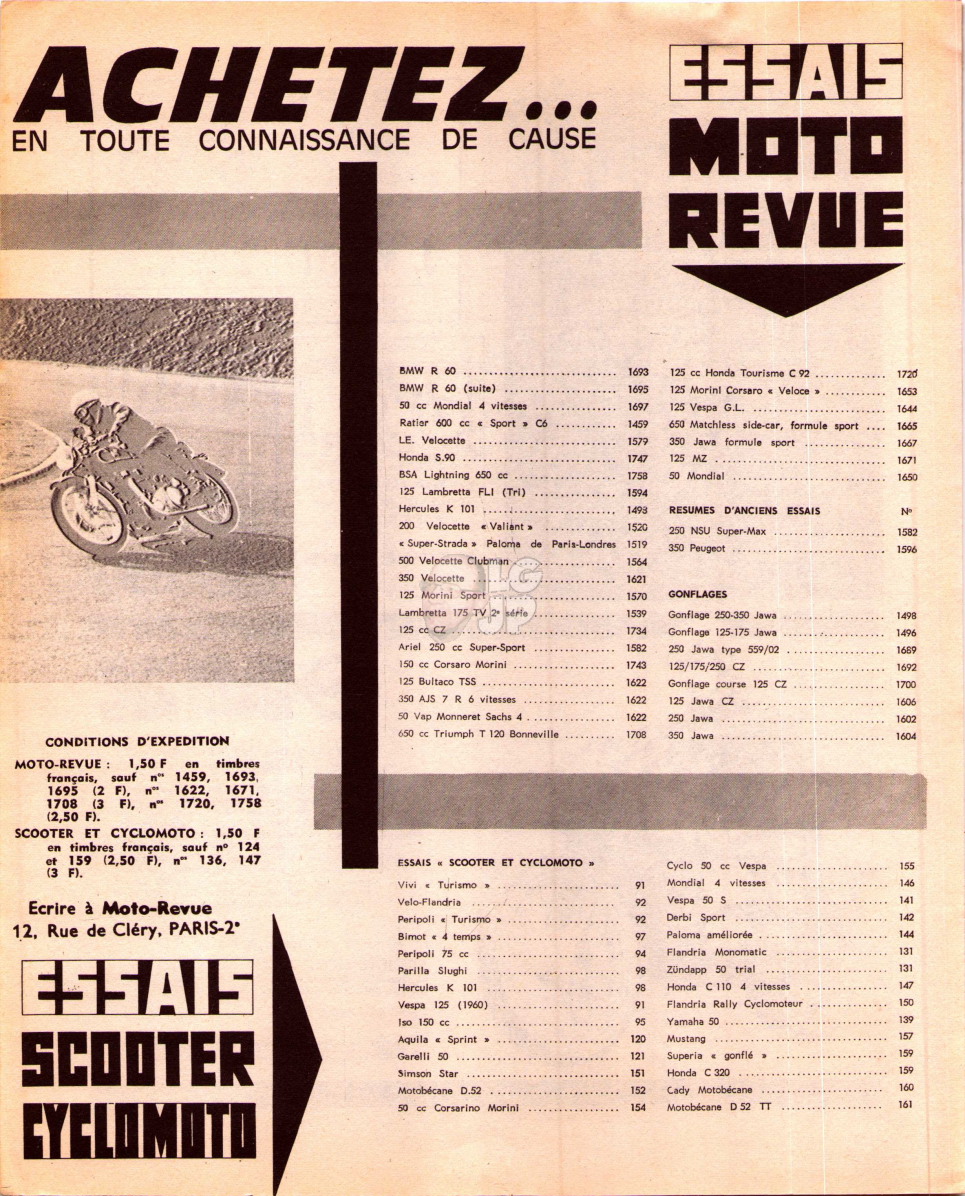 ACHETEZ...
EN TOUTE CONNAISSANCE DE CAUSE
ESSAIS
MOTO
REVUE
BMW R 60 1693
BMW R 60 (suite) 1695
50 cc Mondial 4 vitesses 1697
Ratier 600 cc « Sport » C6 1459
LE. Velocette 1579
Honda S.90 1747
BSA Lightning 650 cc 1758
125 Lambretta FLI (Tri) 1594
Hercules K 101 1493
200 Velocette « Valiant » 1520
« Super-Strada » Paloma de Paris-Londres 1519
500 Velocette Clubman 1564
350 Velocette 1621
125 Morini Sport 1570
Lambretta 175 TV 2e série 1539
125 cc CZ 1734
Ariel 250 cc Super-Sport 1582
150 cc Corsaro Morini 1743
125 Bultaco TSS 1622
350 AJS 7 R 6 vitesses 1622
50 Vap Monneret Sachs 4 1622
650 cc Triumph T 120 Bonneville 1708
125 cc Honda Tourisme C 92 1720
125 Morini Corsaro « Veloce » 1653
125 Vespa G.L. 1644
650 Matchless side-car, formule sport 1665
350 Jawa formule sport 1667
125 MZ 1671
50 Mondial 1650
RESUMES D'ANCIENS ESSAIS No
250 NSU Super-Max 1582
350 Peugeot 1596
GONFLAGES
Gonflage 250-350 Jawa 1498
Gonflage 125-175 Jawa 1496
250 Jawa type 559/02 1689
125/175/250 CZ 1692
Gonflage course 125 CZ 1700
125 Jawa CZ 1606
250 Jawa 1602
350 Jawa 1604
LG
UP
CONDITIONS D'EXPEDITION
MOTO-REVUE : 1,50 F en timbres
français, sauf nos 1459, 1693,
1695 (2 F), nos 1622, 1671,
1708 (3 F), nos 1720, 1758
(2,50 F).
SCOOTER ET CYCLOMOTO : 1,50 F
en timbres français, sauf no 124
et 159 (2,50 F), nos 136, 147
(3 F).
Ecrire à Moto-Revue
12, Rue de Cléry, PARIS-2e
ESSAIS
SCOOTER
CYCLOMOTO
ESSAIS « SCOOTER ET CYCLOMOTO »
Vivi « Turismo » 91
Velo-Flandria 92
Peripoli « Turismo » 92
Bimot « 4 temps » 97
Peripoli 75 cc 94
Parilla Slughi 98
Hercules K 101 98
Vespa 125 (1960) 91
Iso 150 cc 95
Aquila « Sprint » 120
Garelli 50 121
Simson Star 151
Motobécane D.52 152
50 cc Corsarino Morini 154
Cyclo 50 cc Vespa 155
Mondial 4 vitesses 146
Vespa 50 S 141
Derbi Sport 142
Paloma améliorée 144
Flandria Monomatic 131
Zündapp 50 trial 131
Honda C 110 4 vitesses 147
Flandria Rally Cyclomoteur 150
Yamaha 50 139
Mustang 157
Superia « gonflé » 159
Honda C 320 159
Cady Motobécane 160
Motobécane D 52 TT 161